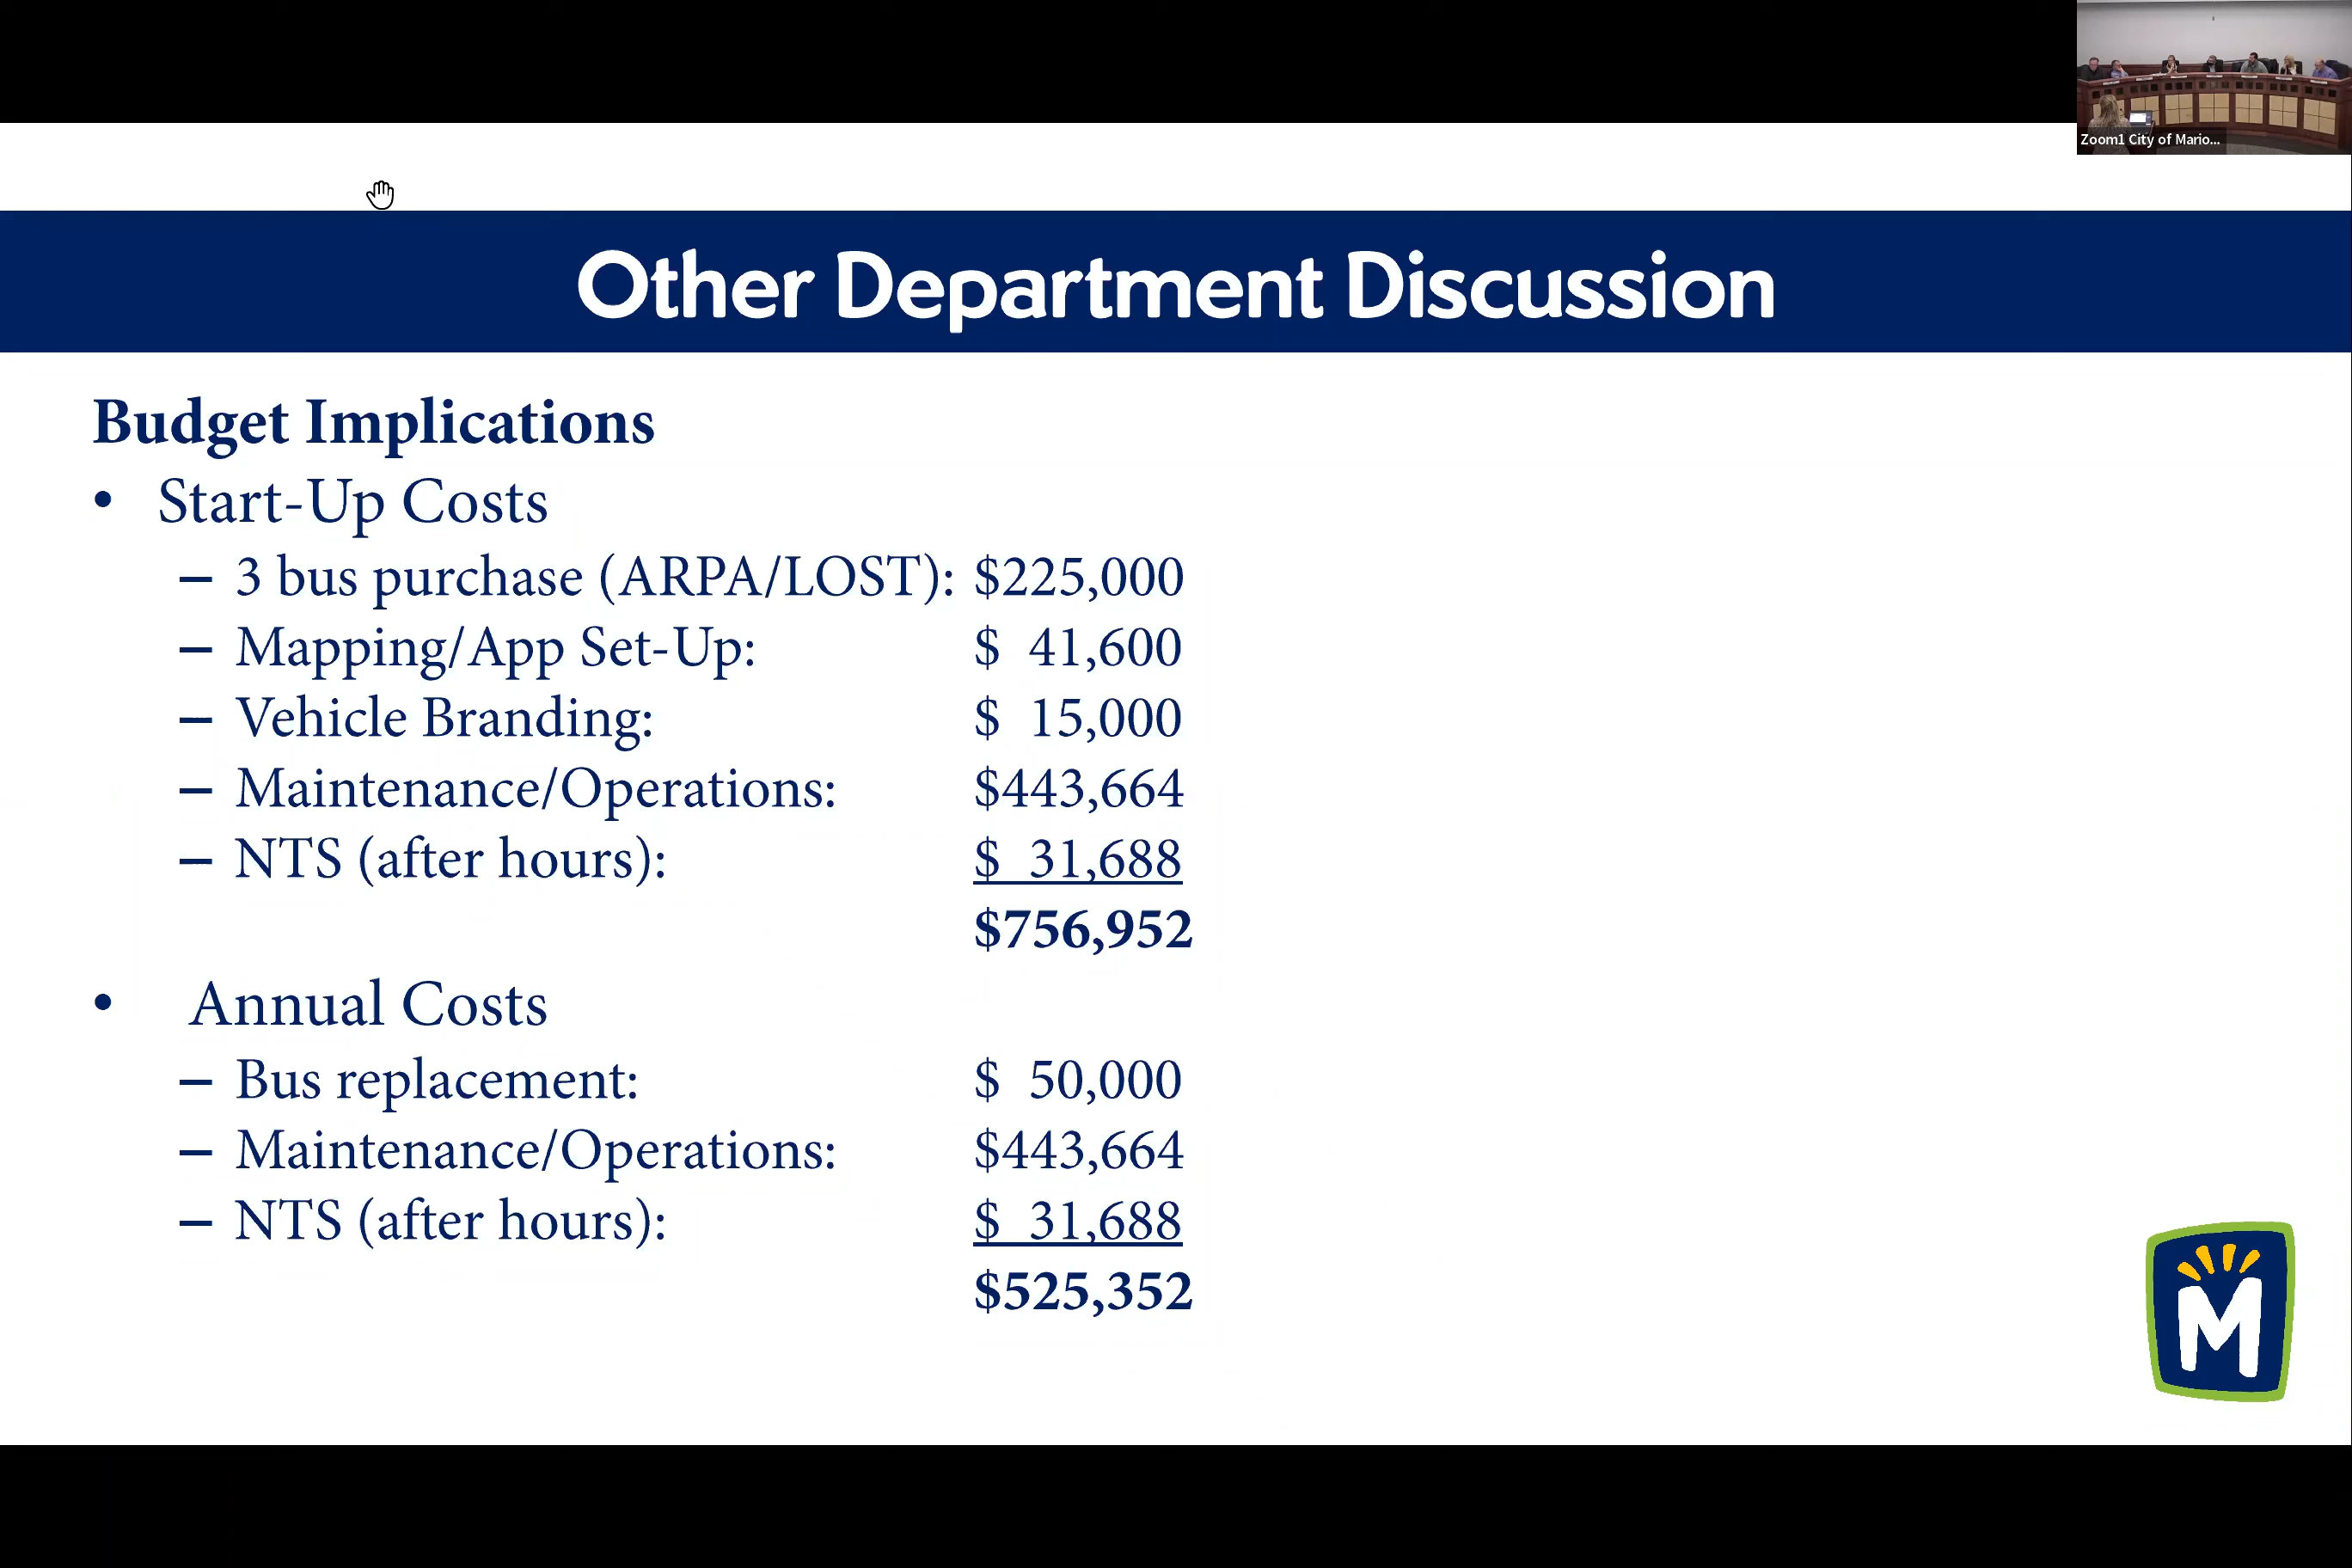 Zoom1 City of Mario...
Other Department Discussion
Budget Implications
• Start-Up Costs
– 3 bus purchase (ARPA/LOST): $225,000
– Mapping/App Set-Up: $ 41,600
– Vehicle Branding: $ 15,000
– Maintenance/Operations: $443,664
– NTS (after hours): $ 31,688
$756,952
• Annual Costs
– Bus replacement: $ 50,000
– Maintenance/Operations: $443,664
– NTS (after hours): $ 31,688
$525,352
M